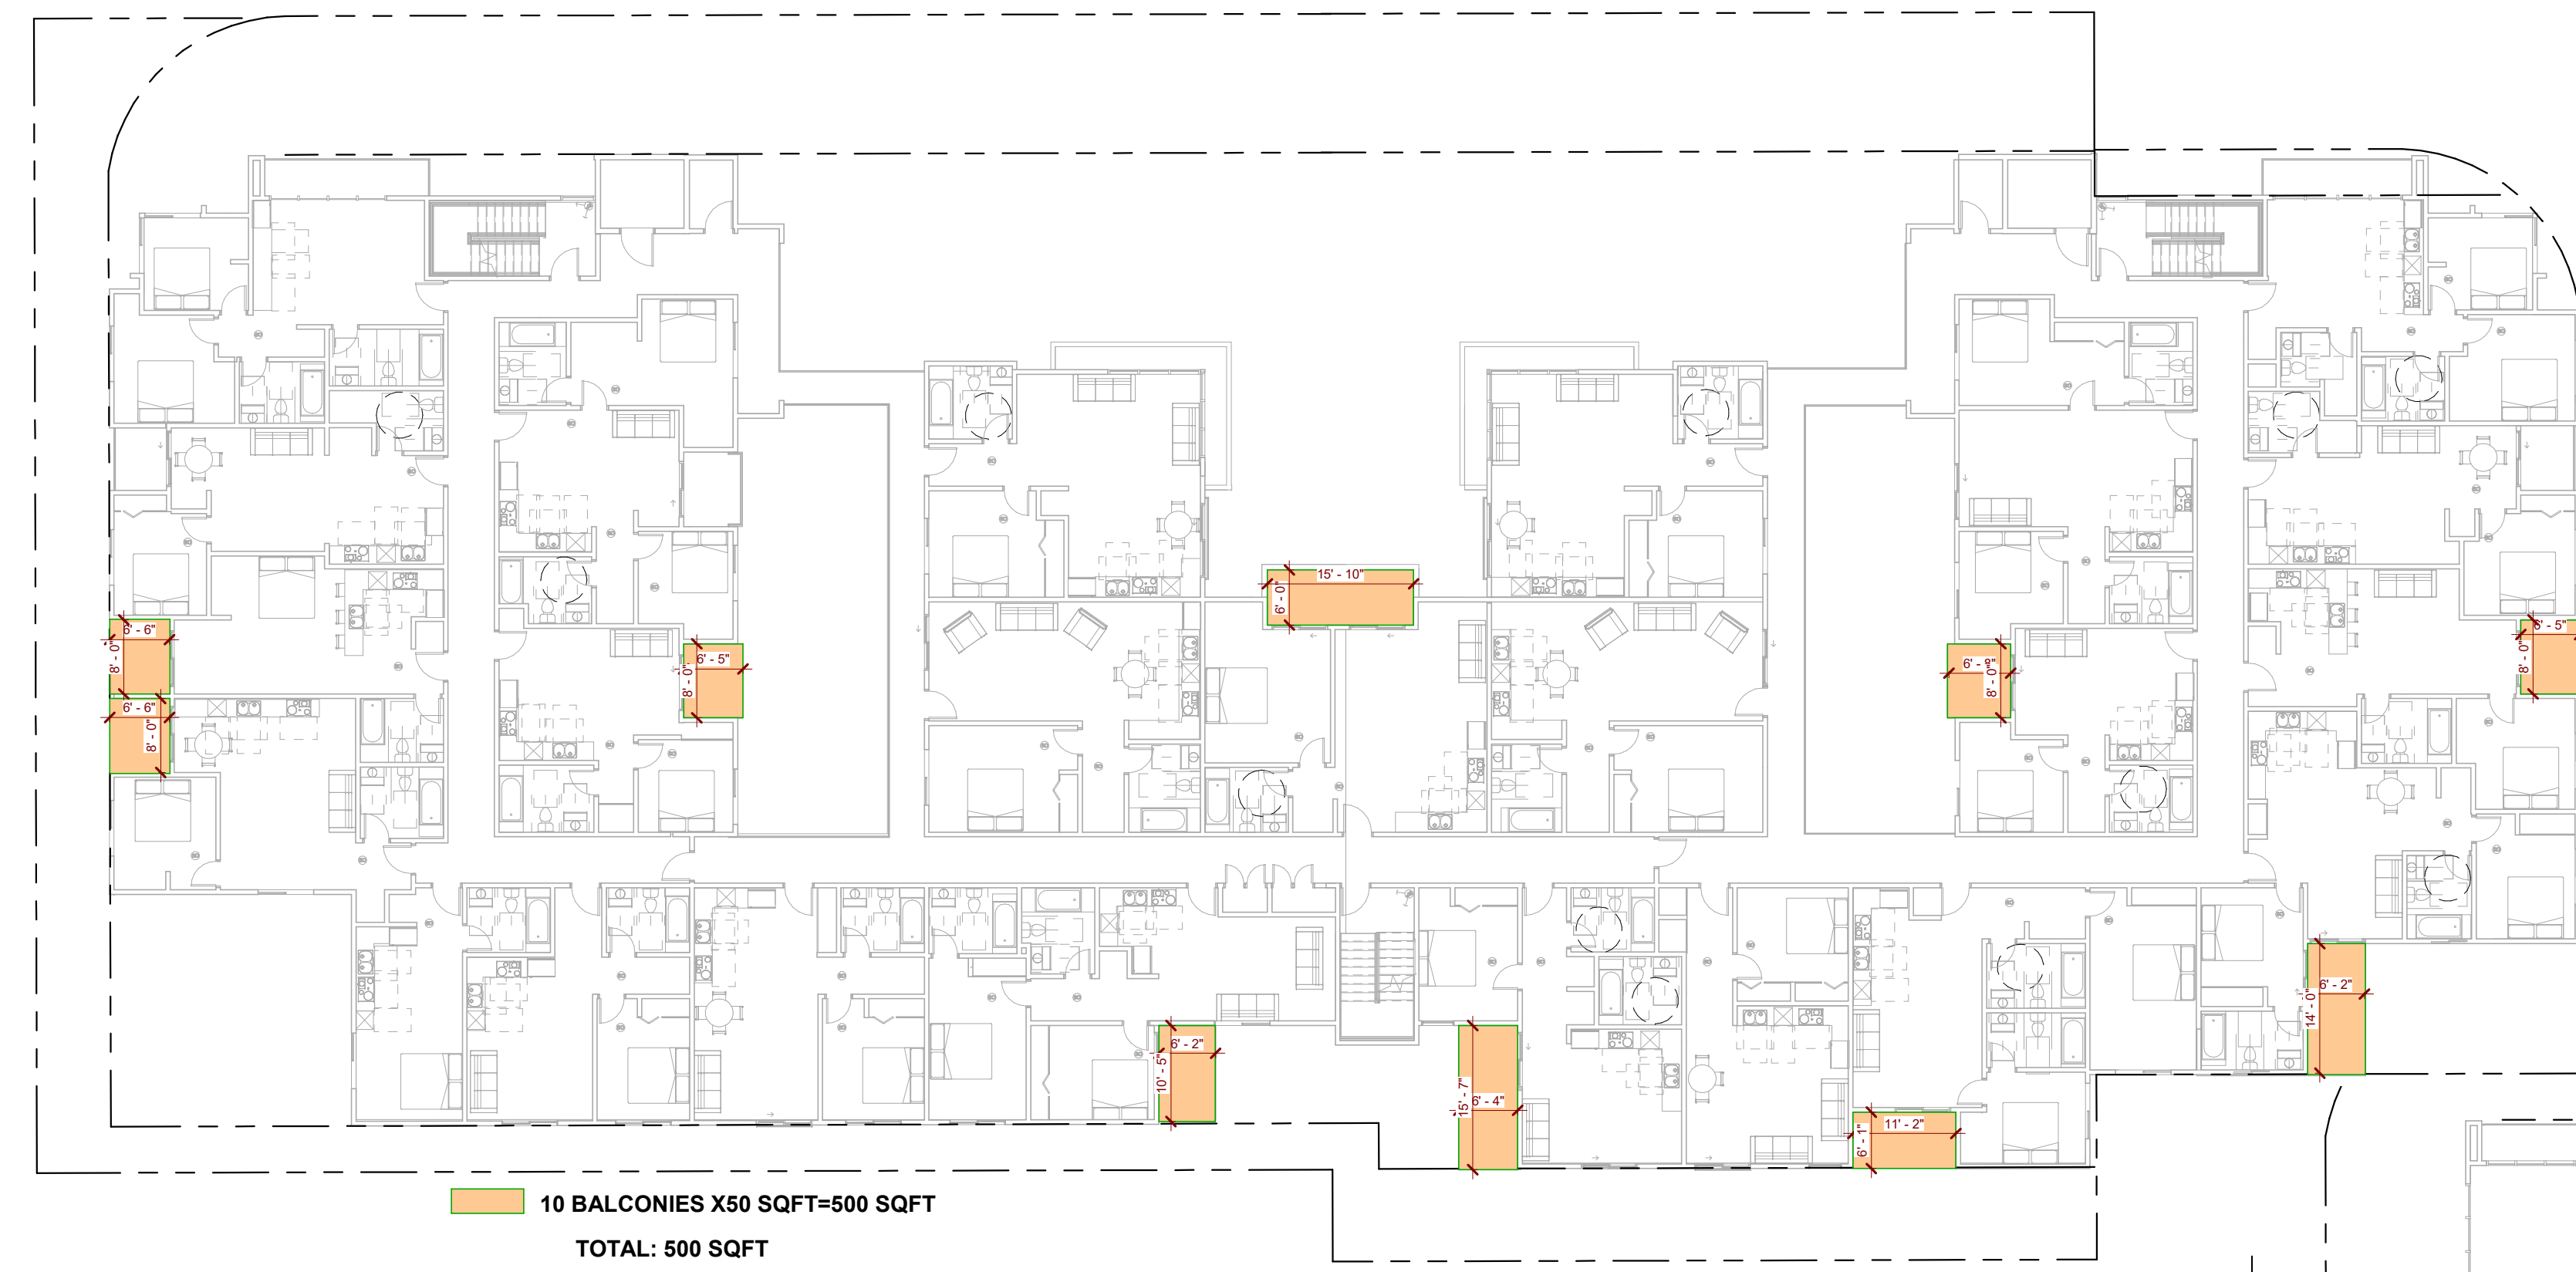 15' - 10"
6' - 0"
6' - 6"
8' - 0"
6' - 6"
8' - 0"
6' - 5"
8' - 0"
8' - 0"
6' - 5"
8' - 0"
6' - 2"
14' - 0"
6' - 2"
10' - 5"
15' - 7"
6' - 4"
11' - 2"
6' - 1"
10 BALCONIES X50 SQFT=500 SQFT
TOTAL: 500 SQFT